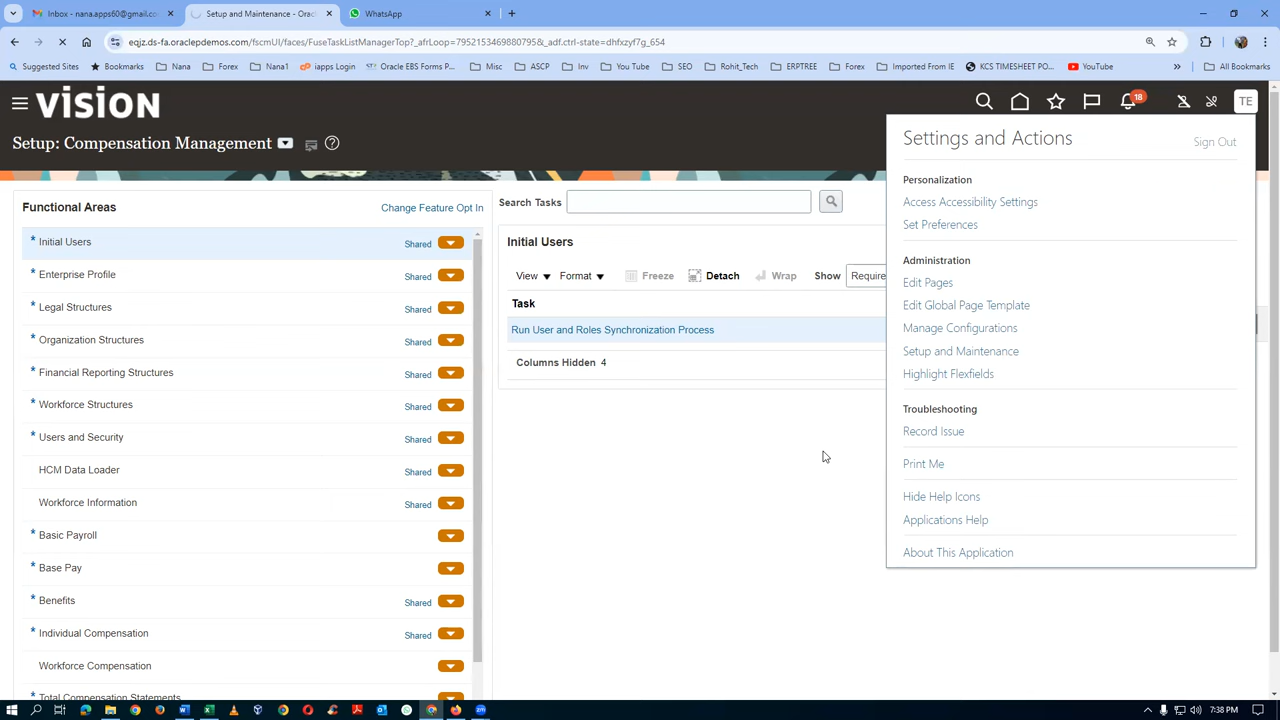 Inbox - nana.apps60@gmail.co
Setup and Maintenance - Orac
WhatsApp
eqjz.ds-fa.oraclepdemos.com/fscmUI/faces/FuseTaskListManagerTop?_afrLoop=7952153469880795&_adf.ctrl-state=dhfxzyf7g_654
Suggested Sites
Bookmarks
Nana
Forex
Nana1
iapps Login
Oracle EBS Forms P...
Misc
ASCP
Inv
You Tube
SEO
Rohit_Tech
ERPTREE
Forex
Imported From IE
KCS TIMESHEET PO...
YouTube
All Bookmarks
vision
18
TE
Setup: Compensation Management
Functional Areas
Change Feature Opt In
* Initial Users Shared
* Enterprise Profile Shared
* Legal Structures Shared
* Organization Structures Shared
* Financial Reporting Structures Shared
* Workforce Structures Shared
* Users and Security Shared
HCM Data Loader Shared
Workforce Information Shared
* Basic Payroll
* Base Pay
* Benefits Shared
* Individual Compensation Shared
Workforce Compensation
Total Compensation Statements
Search Tasks
Initial Users
View Format Freeze Detach Wrap Show Require
Task
Run User and Roles Synchronization Process
Columns Hidden 4
Settings and Actions
Sign Out
Personalization
Access Accessibility Settings
Set Preferences
Administration
Edit Pages
Edit Global Page Template
Manage Configurations
Setup and Maintenance
Highlight Flexfields
Troubleshooting
Record Issue
Print Me
Hide Help Icons
Applications Help
About This Application
7:38 PM